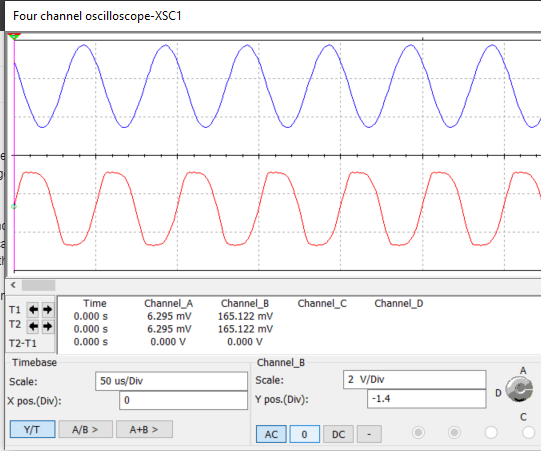 Four channel oscilloscope-XSC1
Time Channel_A Channel_B Channel_C Channel_D
T1 0.000 s 6.295 mV 165.122 mV
T2 0.000 s 6.295 mV 165.122 mV
T2-T1 0.000 s 0.000 V 0.000 V
Timebase
Scale: 50 us/Div
X pos.(Div): 0
Y/T A/B > A+B >
Channel_B
Scale: 2 V/Div
Y pos.(Div): -1.4
AC 0 DC -
A
D
C